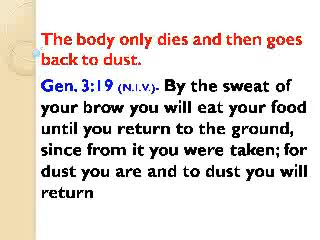 The body only dies and then goes
back to dust.
Gen. 3:19 (N.I.V.)- By the sweat of
your brow you will eat your food
until you return to the ground,
since from it you were taken; for
dust you are and to dust you will
return